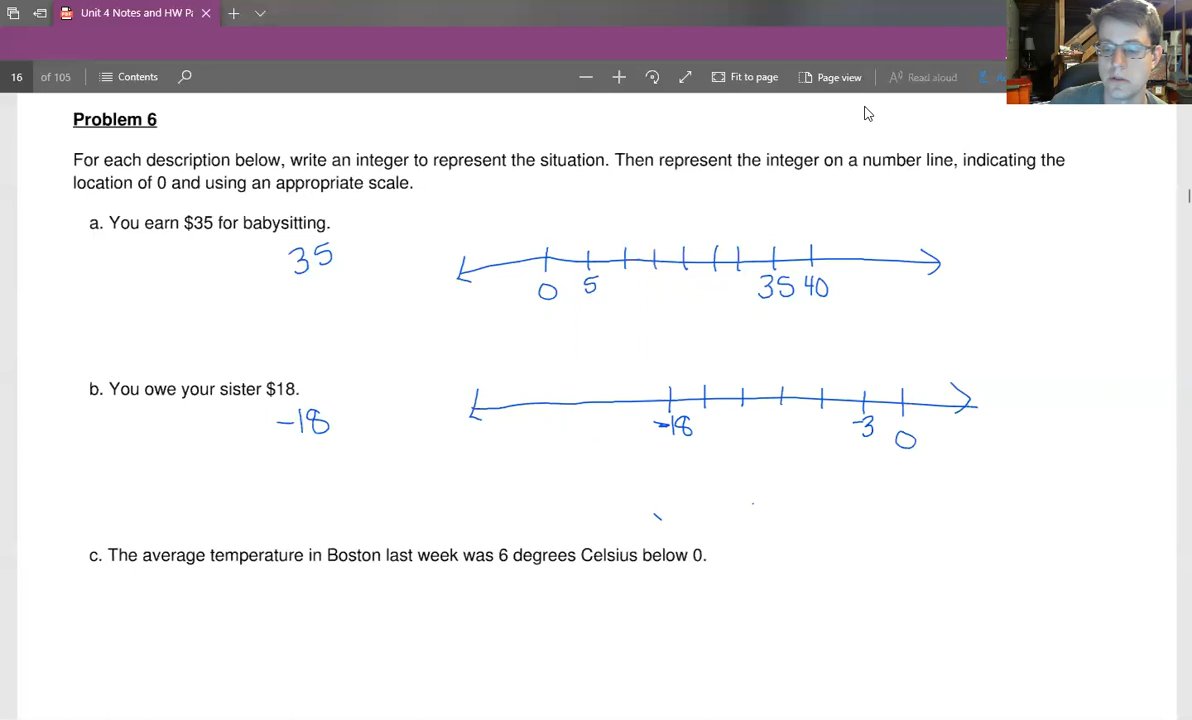 Unit 4 Notes and HW Pa
16 of 105 Contents Fit to page Page view Read aloud
Problem 6
For each description below, write an integer to represent the situation. Then represent the integer on a number line, indicating the
location of 0 and using an appropriate scale.
a. You earn $35 for babysitting.
35
0 5 35 40
b. You owe your sister $18.
-18
-18 -3 0
c. The average temperature in Boston last week was 6 degrees Celsius below 0.